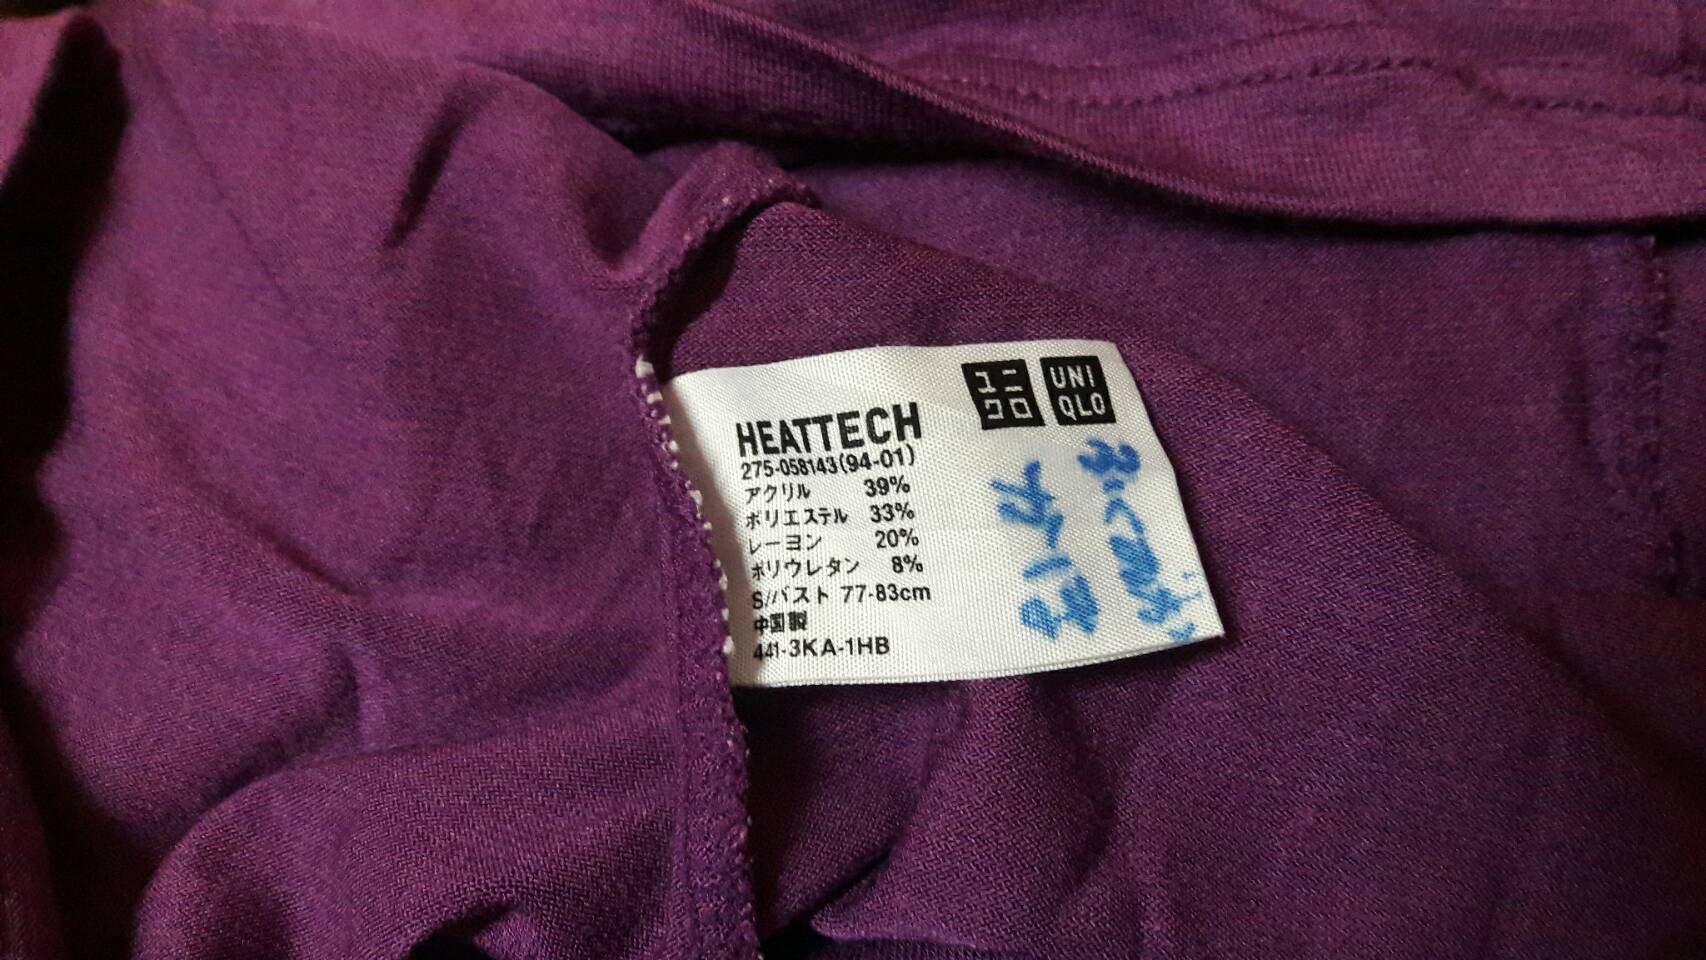 ユニクロ UNIQLO
HEATTECH
275-058143(94-01)
アクリル 39%
ポリエステル 33%
レーヨン 20%
ポリウレタン 8%
S/バスト 77-83cm
中国製
441-3KA-1HB